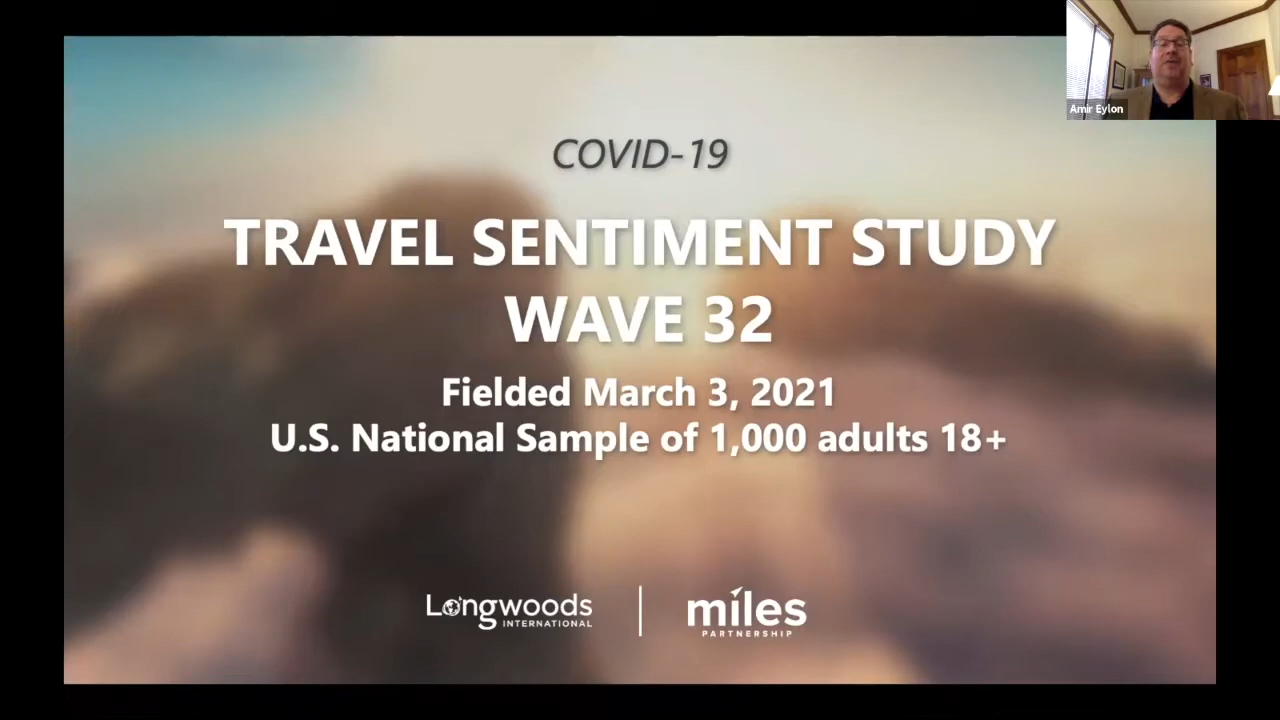 Amir Eylon
COVID-19
TRAVEL SENTIMENT STUDY
WAVE 32
Fielded March 3, 2021
U.S. National Sample of 1,000 adults 18+
Longwoods
INTERNATIONAL
miles
PARTNERSHIP